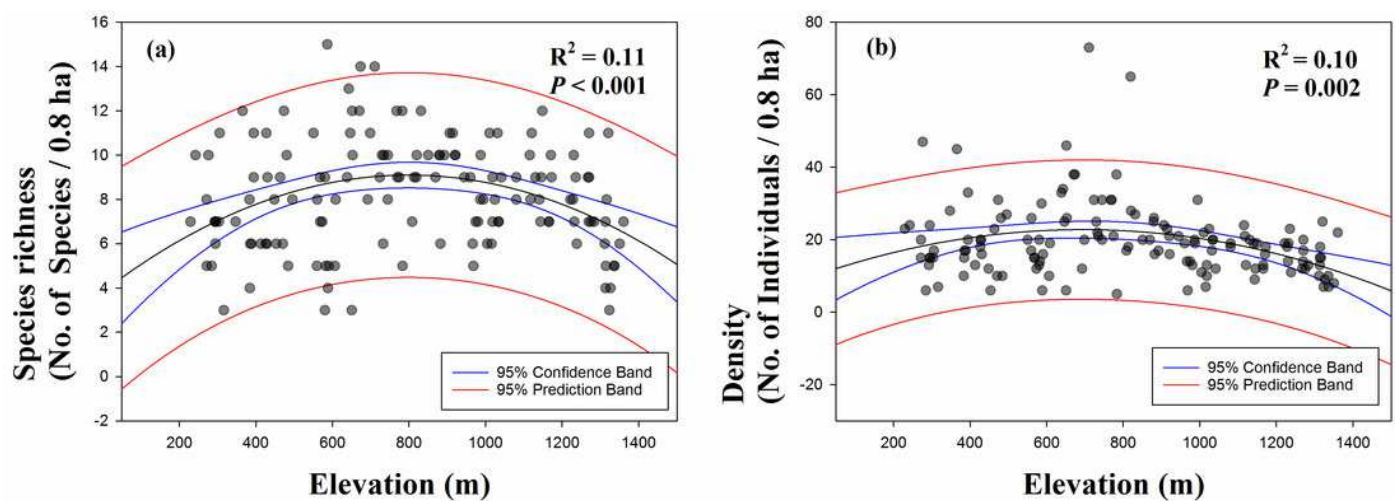 (a)
R² = 0.11
P < 0.001
Species richness
(No. of Species / 0.8 ha)
16
14
12
10
8
6
4
2
0
-2
95% Confidence Band
95% Prediction Band
200 400 600 800 1000 1200 1400
Elevation (m)
(b)
R² = 0.10
P = 0.002
Density
(No. of Individuals / 0.8 ha)
80
60
40
20
0
-20
95% Confidence Band
95% Prediction Band
200 400 600 800 1000 1200 1400
Elevation (m)